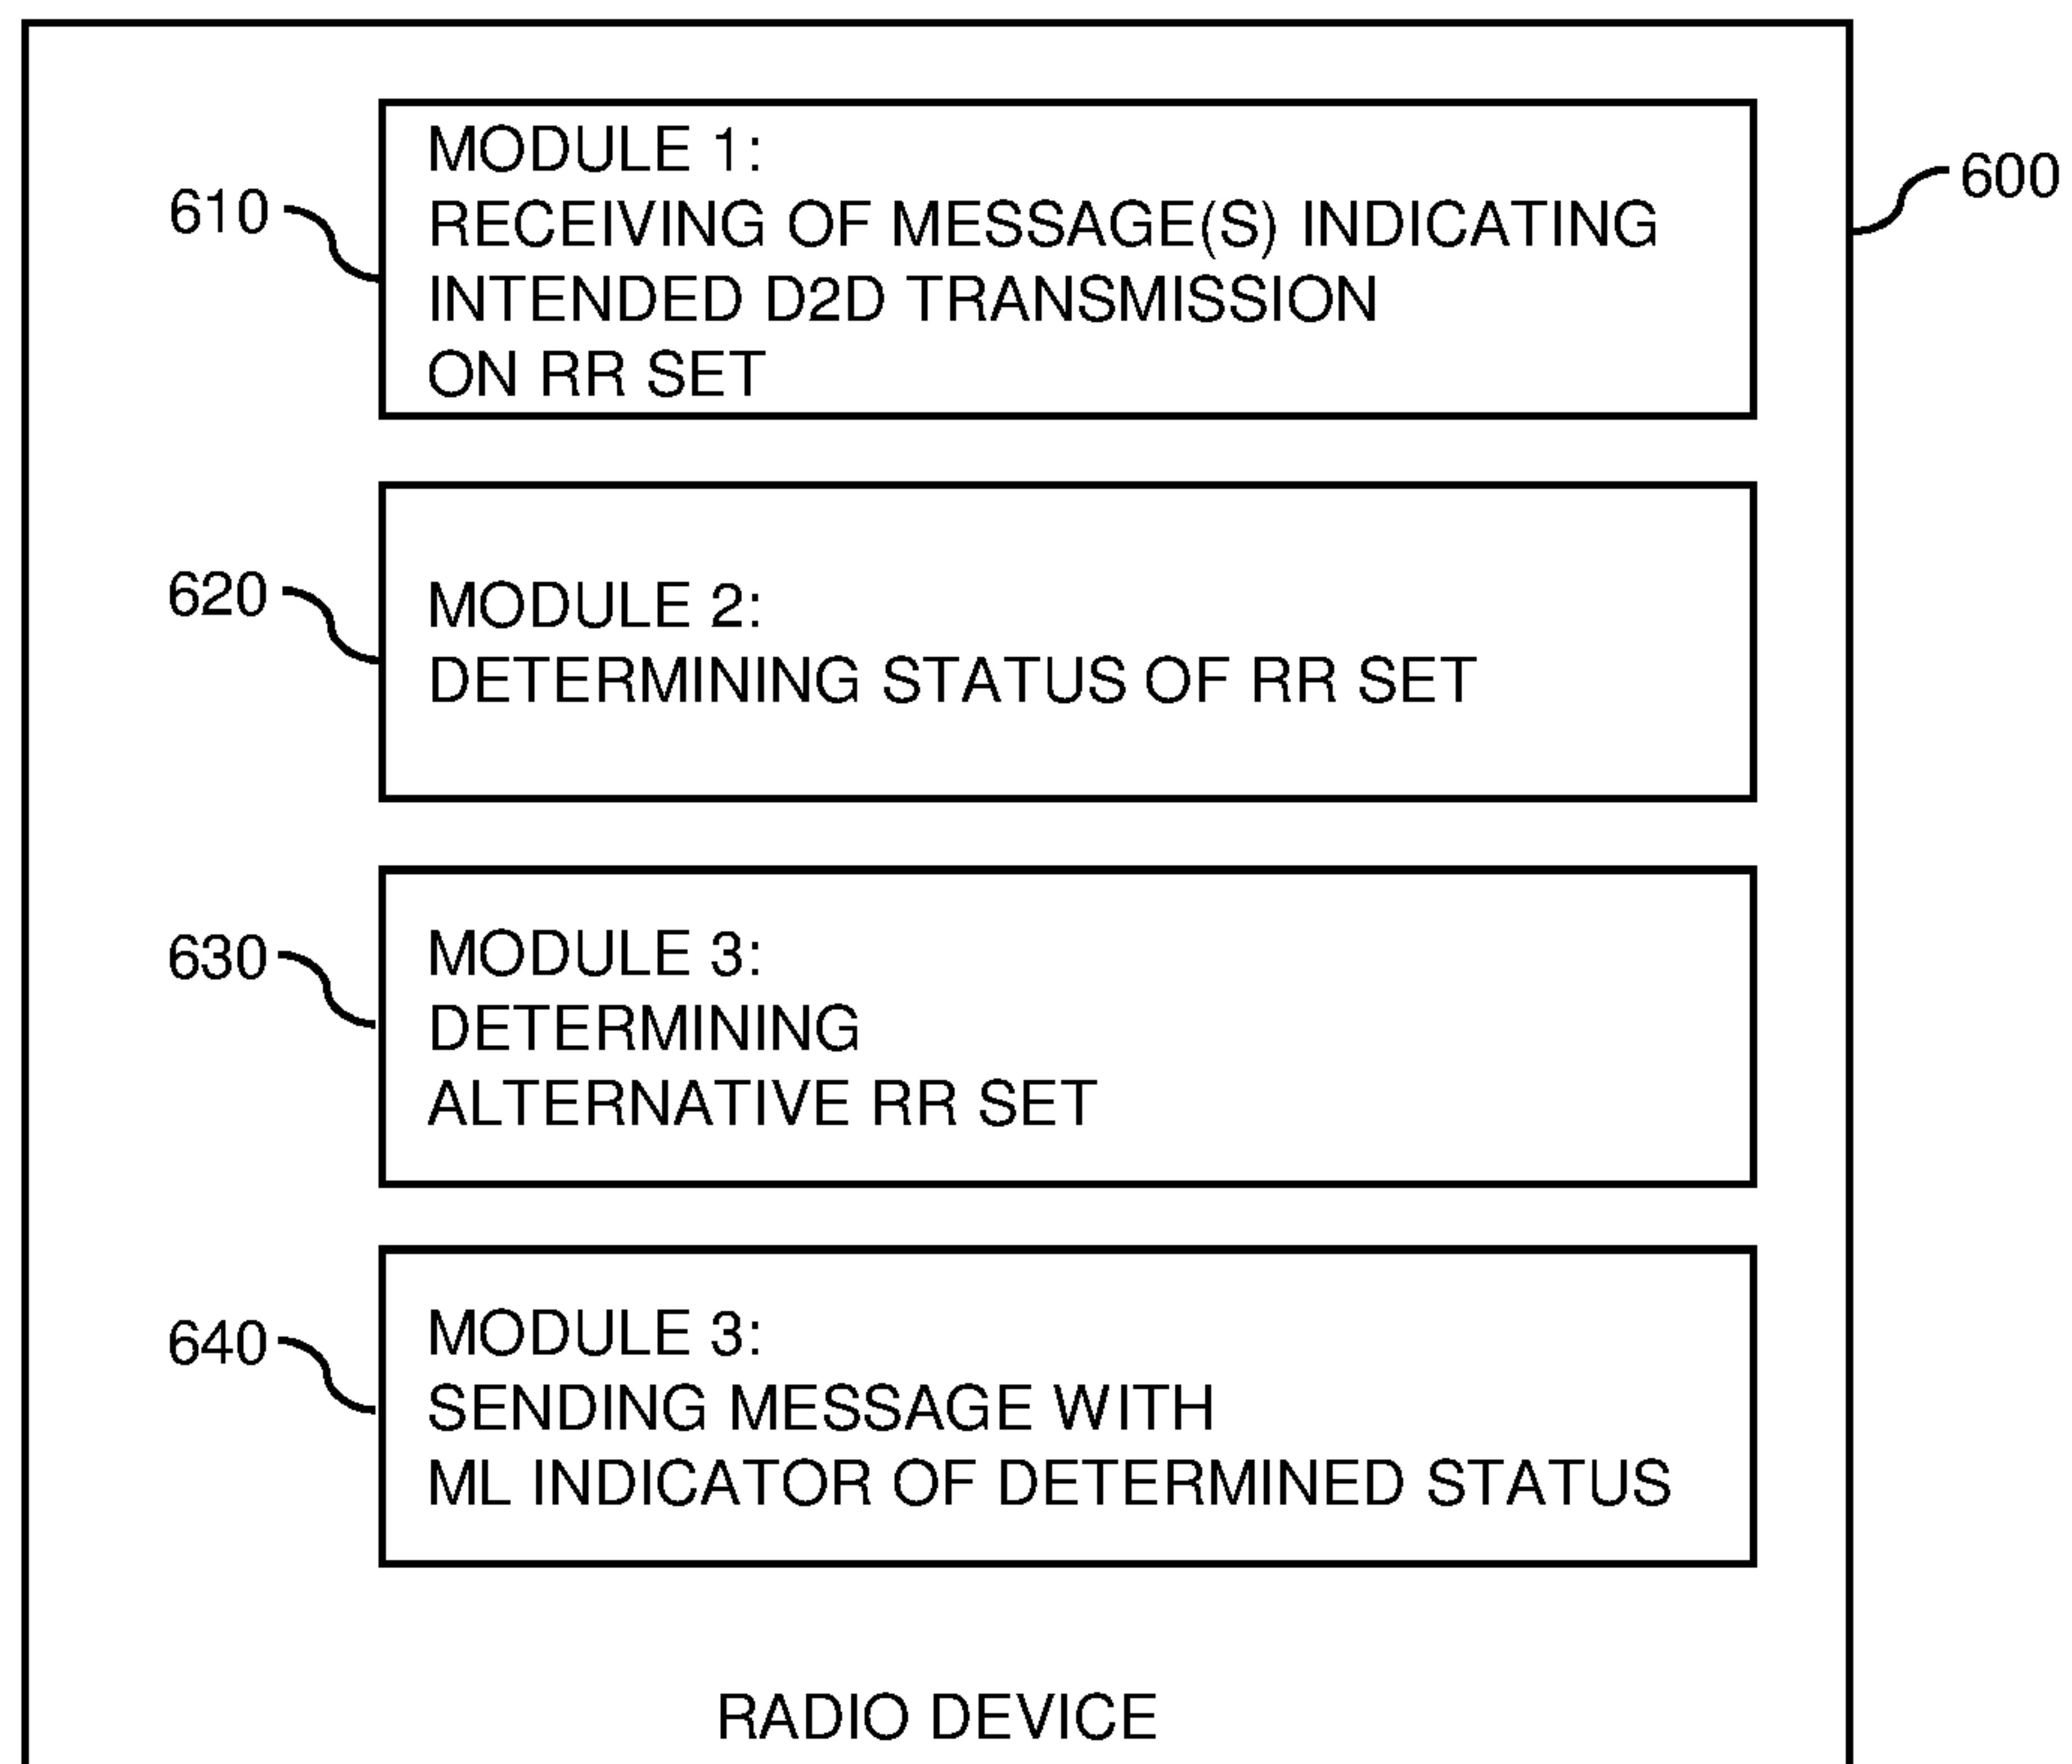 MODULE 1:
RECEIVING OF MESSAGE(S) INDICATING
INTENDED D2D TRANSMISSION
ON RR SET
610
600
MODULE 2:
DETERMINING STATUS OF RR SET
620
MODULE 3:
DETERMINING
ALTERNATIVE RR SET
630
MODULE 3:
SENDING MESSAGE WITH
ML INDICATOR OF DETERMINED STATUS
640
RADIO DEVICE